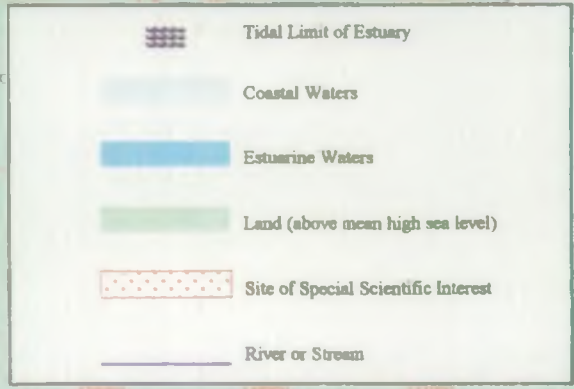 Tidal Limit of Estuary
Coastal Waters
Estuarine Waters
Land (above mean high sea level)
Site of Special Scientific Interest
River or Stream